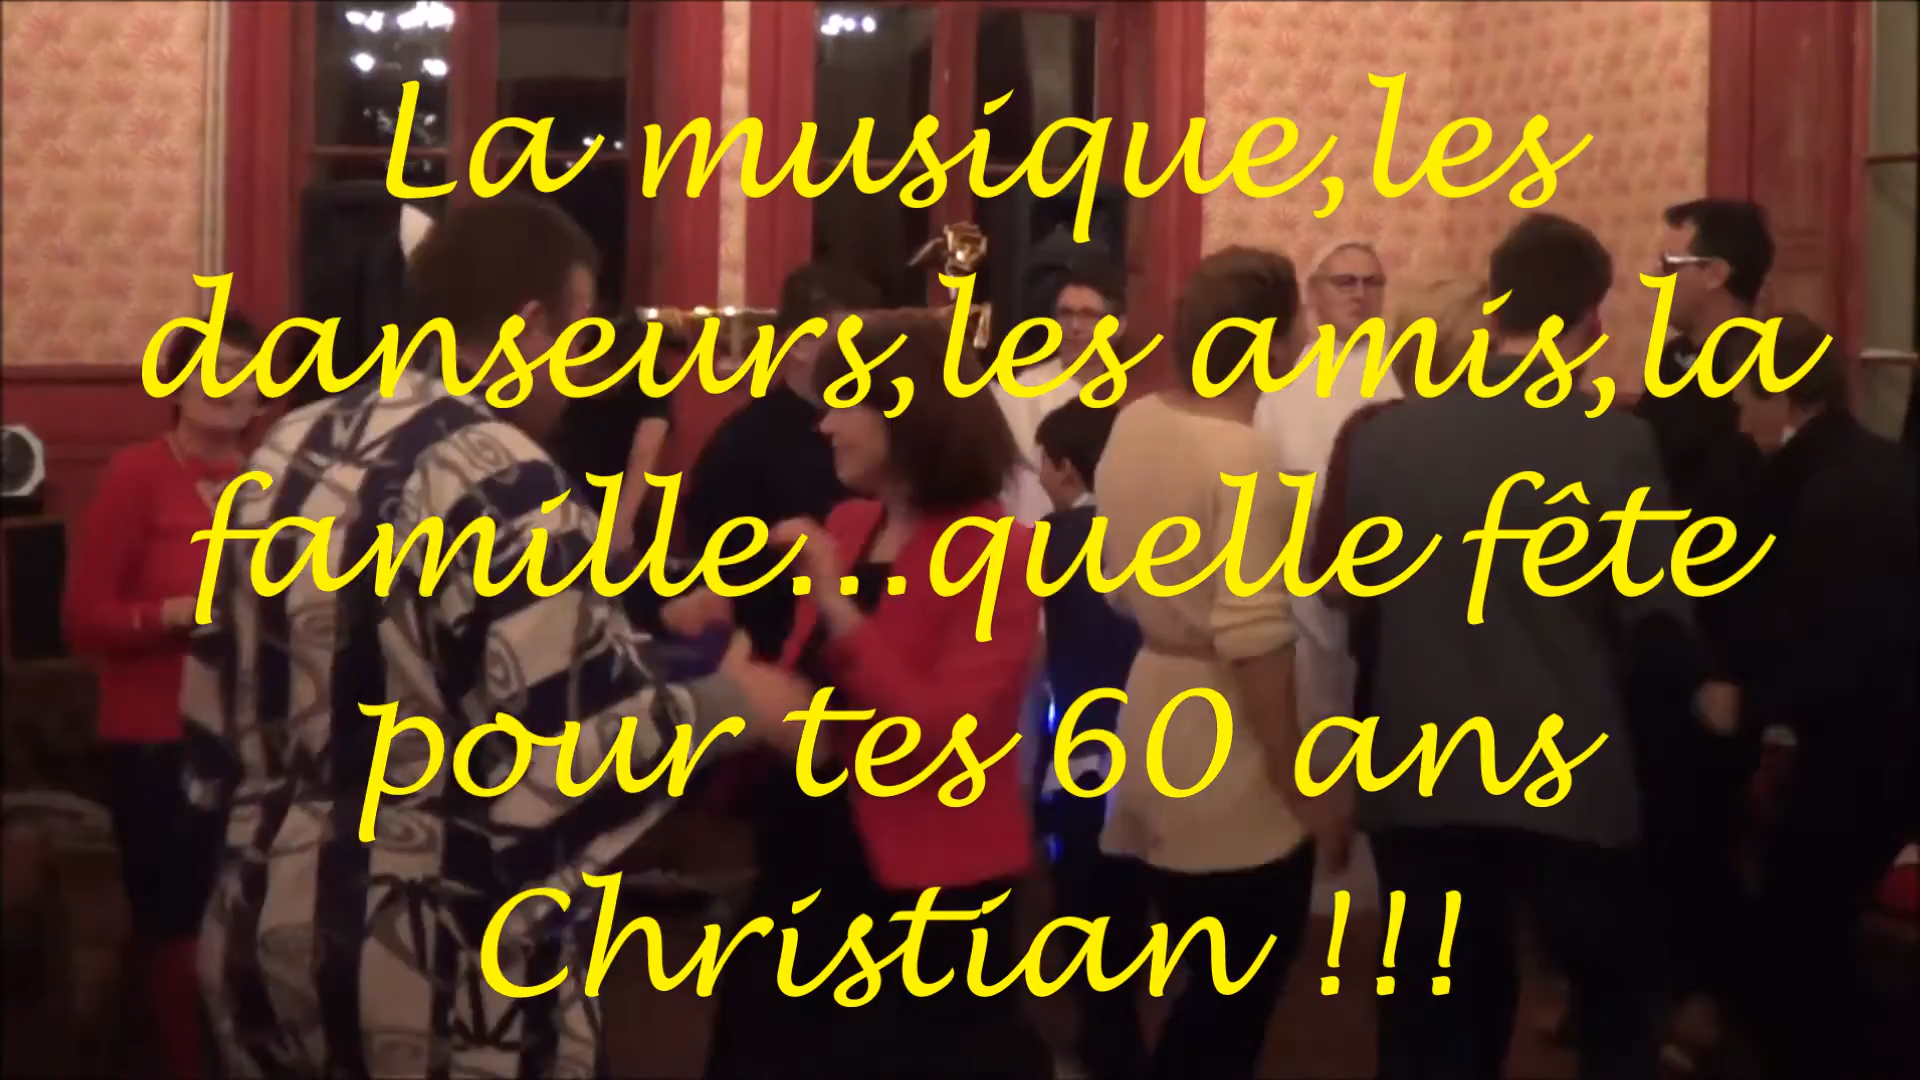 La musique,les
danseurs,les amis,la
famille...quelle fête
pour tes 60 ans
Christian !!!